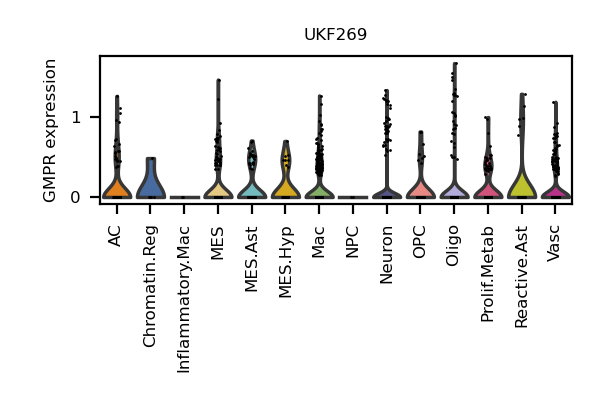 UKF269
GMPR expression
1
0
AC
Chromatin.Reg
Inflammatory.Mac
MES
MES.Ast
MES.Hyp
Mac
NPC
Neuron
OPC
Oligo
Prolif.Metab
Reactive.Ast
Vasc